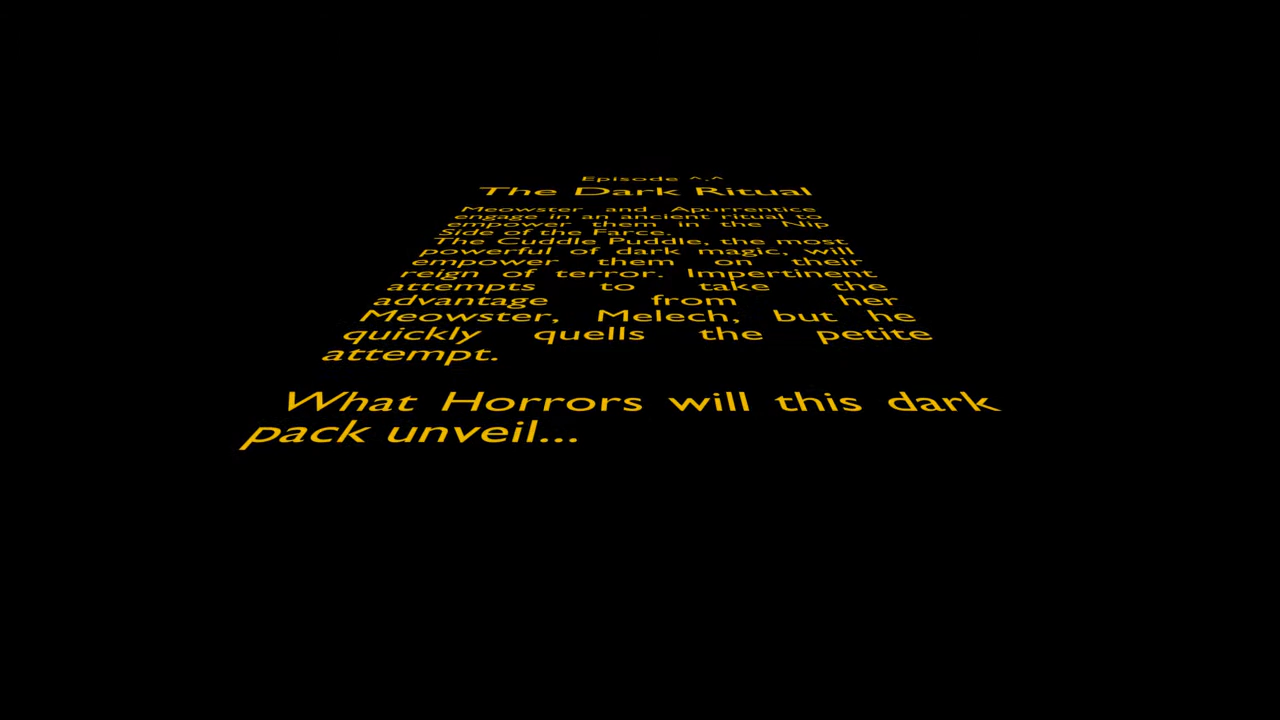 Episode ^.^
The Dark Ritual
Meowster and Apurrentice
engage in an ancient ritual to
empower them in the Nip
Side of the Farce.
The Cuddle Puddle, the most
powerful of dark magic, will
empower them on their
reign of terror. Impertinent
attempts to take the
advantage from her
Meowster, Melech, but he
quickly quells the petite
attempt.
What Horrors will this dark
pack unveil...